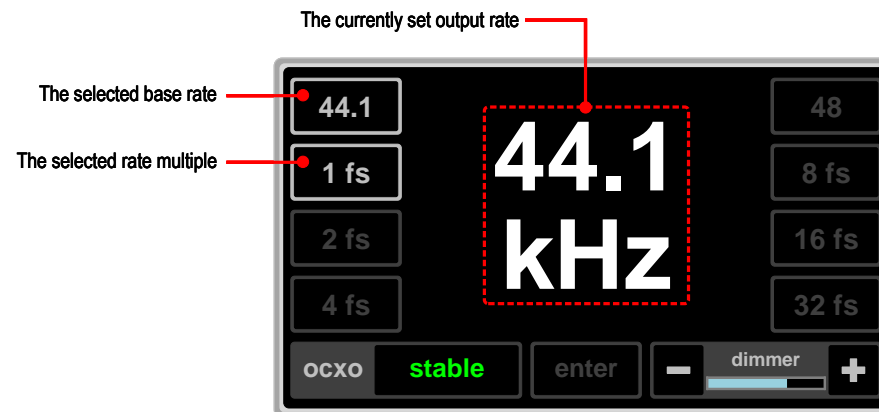 The currently set output rate
The selected base rate
44.1
48
The selected rate multiple
1 fs
44.1
kHz
8 fs
2 fs
16 fs
4 fs
32 fs
ocxo
stable
enter
dimmer